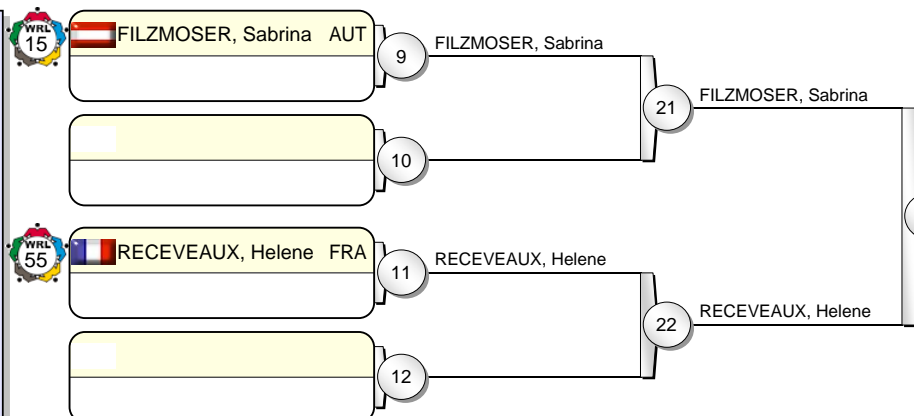 WRL
15
FILZMOSER, Sabrina AUT
9
FILZMOSER, Sabrina
21
FILZMOSER, Sabrina
10
WRL
55
RECEVEAUX, Helene FRA
11
RECEVEAUX, Helene
22
RECEVEAUX, Helene
12